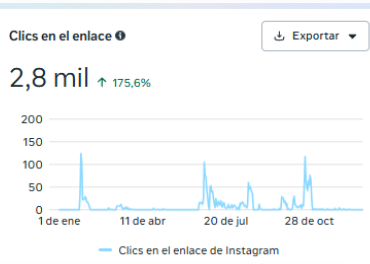 Clics en el enlace
Exportar
2,8 mil ↑ 175,6%
200
150
100
50
0
1 de ene 11 de abr 20 de jul 28 de oct
Clics en el enlace de Instagram